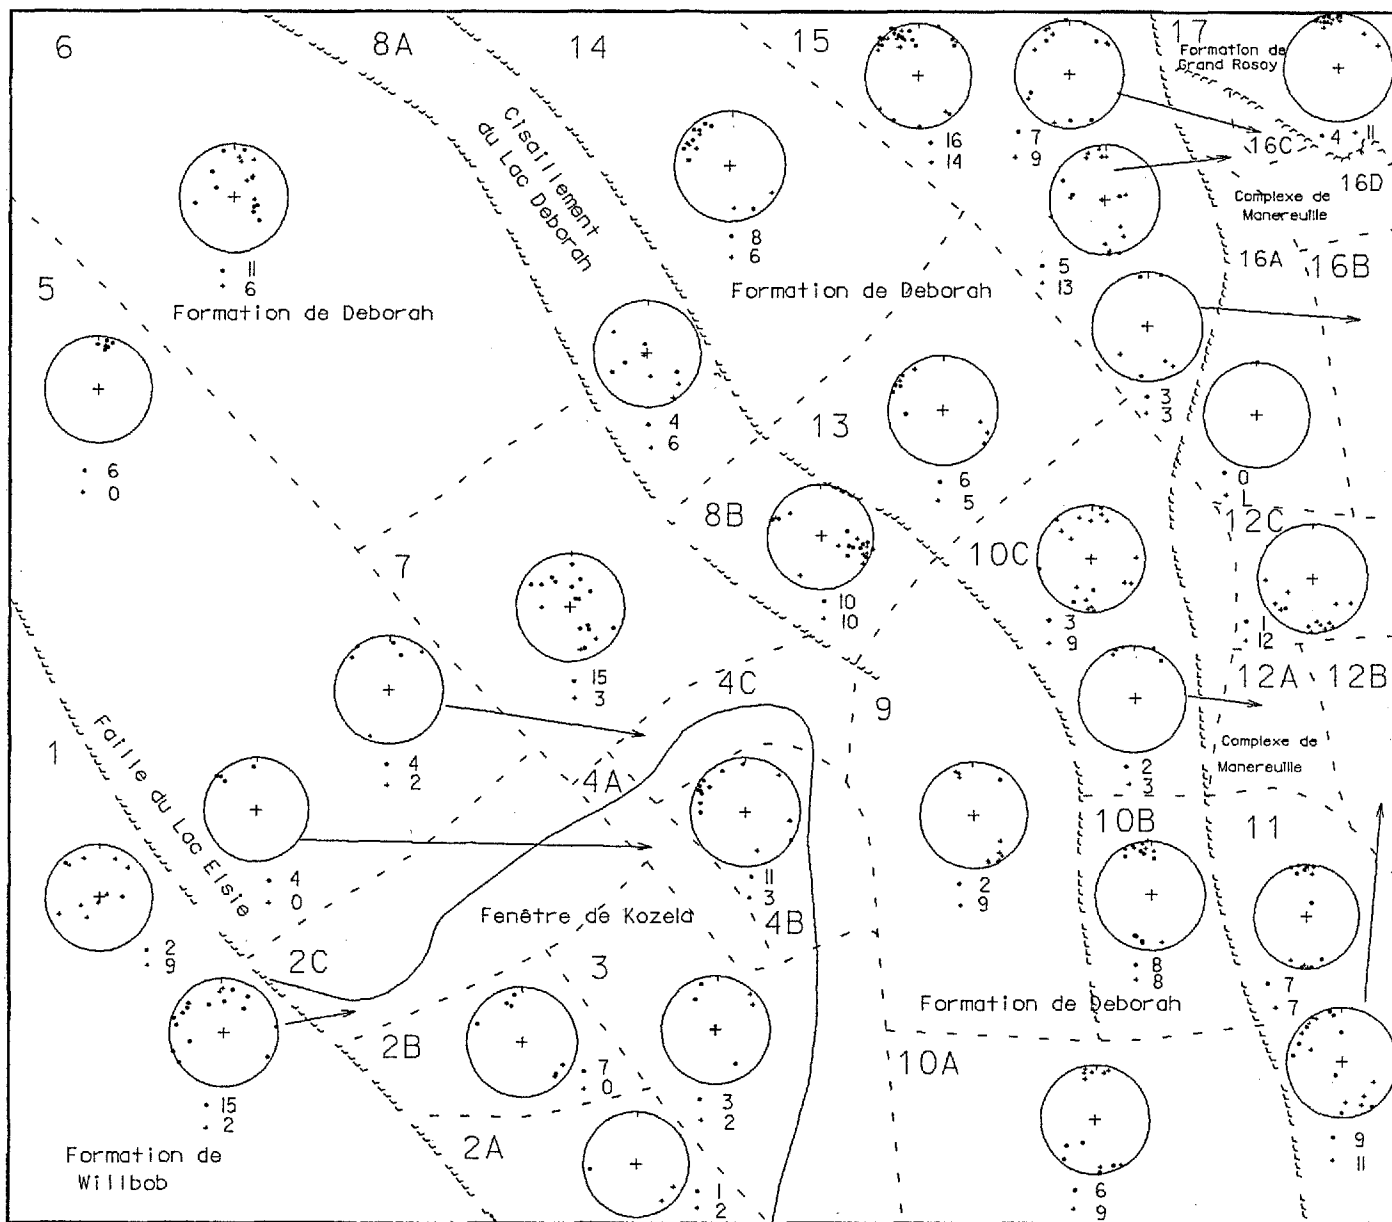 6
8A
14
15
17
Formation de
Grand Rosoy
Cisaillement
du Lac Deborah
16
14
7
9
4
11
16C
16D
Complexe de
Manereuille
16A
16B
5
11
6
8
6
5
13
Formation de Deborah
Formation de Deborah
3
3
4
6
13
6
5
0
1
6
0
8B
10C
12C
7
10
10
3
9
1
12
12A
12B
15
3
4C
9
1
Faille du Lac Elsie
4
2
4A
2
3
Complexe de
Manereuille
10B
11
4
0
11
3
2
9
Fenêtre de Kozela
4B
2
9
2C
3
8
8
7
7
Formation de Deborah
2B
10A
15
2
7
0
3
2
2A
9
11
Formation de
Willbob
1
2
6
9